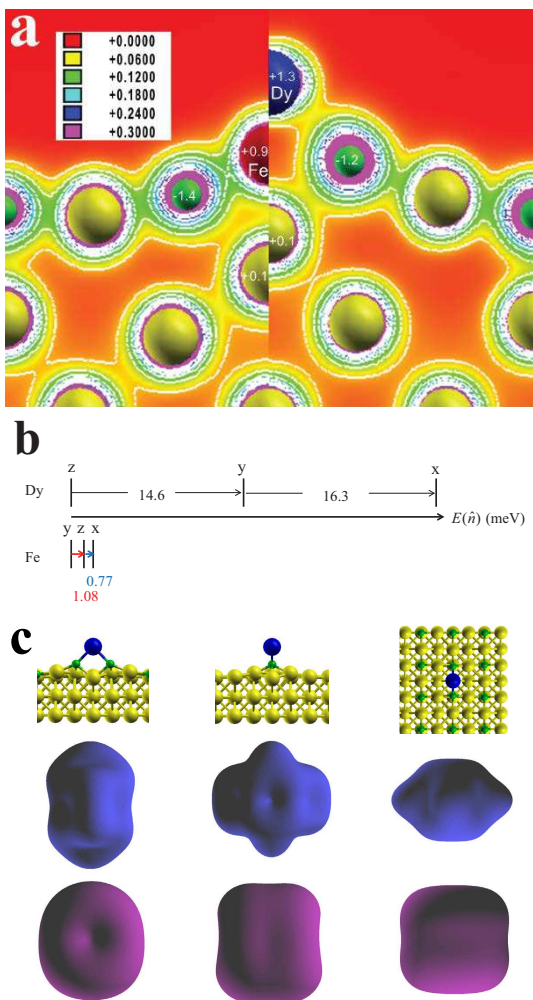 a
+0.0000
+0.0600
+0.1200
+0.1800
+0.2400
+0.3000
+1.3
Dy
+0.9
Fe
-1.4
-1.2
+0.1
+0.1
b
z y x
Dy 14.6 16.3
E(n̂) (meV)
y z x
Fe
0.77
1.08
c